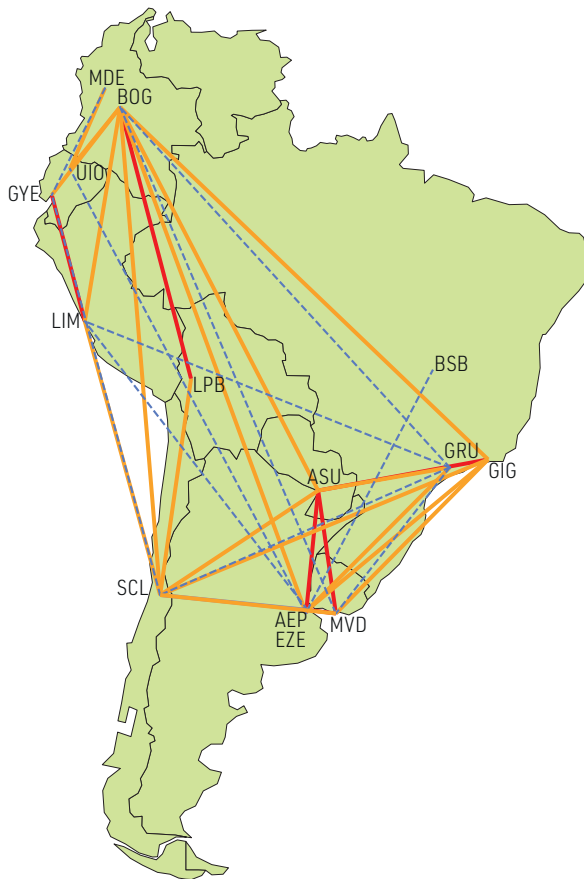 MDE
BOG
UIO
GYE
LIM
BSB
LPB
GRU
GIG
ASU
SCL
AEP
EZE
MVD